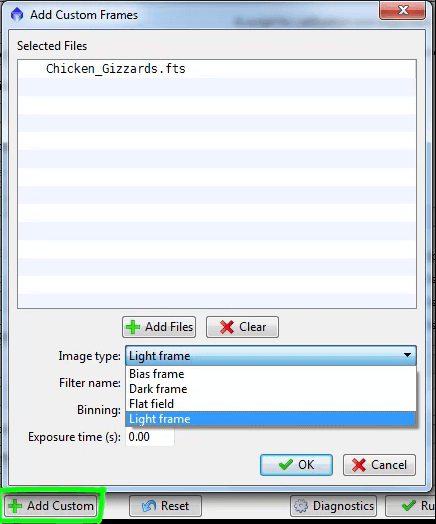 Add Custom Frames
Selected Files
Chicken_Gizzards.fts
Add Files
Clear
Image type: Light frame
Bias frame
Filter name: Dark frame
Flat field
Binning: Light frame
Exposure time (s): 0.00
OK
Cancel
Add Custom
Reset
Diagnostics
Ru